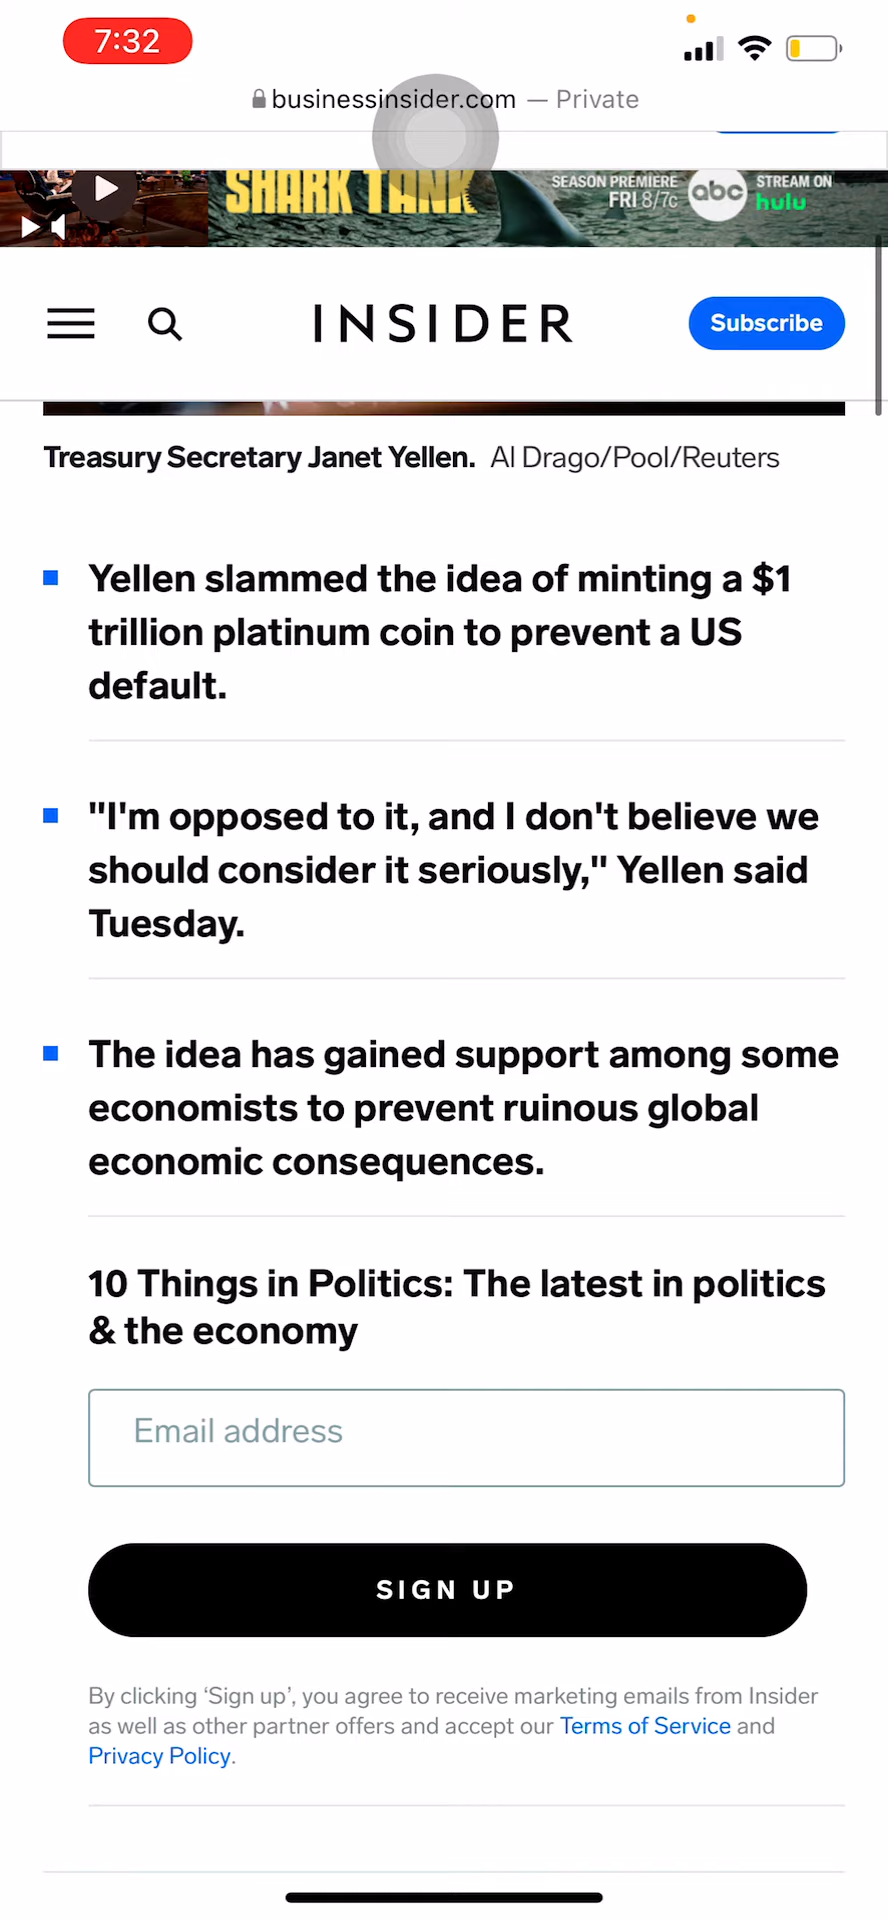 7:32
businessinsider.com — Private
SHARK TANK
SEASON PREMIERE
FRI 8/7c
abc
STREAM ON
hulu
INSIDER
Subscribe
Treasury Secretary Janet Yellen. Al Drago/Pool/Reuters
Yellen slammed the idea of minting a $1
trillion platinum coin to prevent a US
default.
"I'm opposed to it, and I don't believe we
should consider it seriously," Yellen said
Tuesday.
The idea has gained support among some
economists to prevent ruinous global
economic consequences.
10 Things in Politics: The latest in politics
& the economy
Email address
SIGN UP
By clicking ‘Sign up’, you agree to receive marketing emails from Insider
as well as other partner offers and accept our Terms of Service and
Privacy Policy.